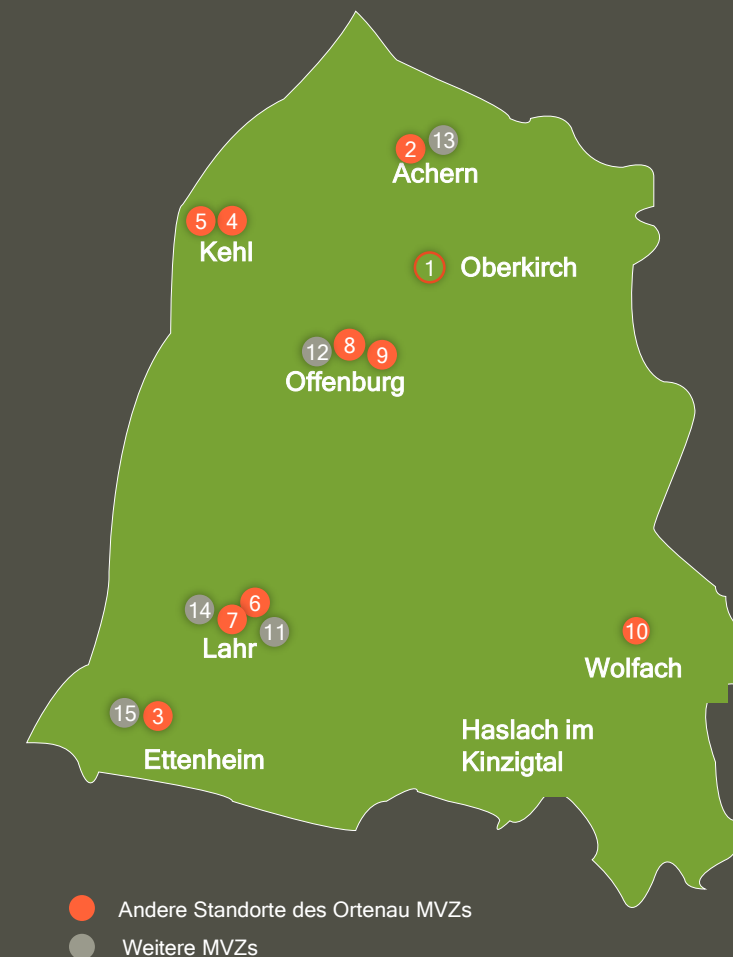 2 13
Achern
5 4
Kehl
1 Oberkirch
12 8 9
Offenburg
14 7 6 11
Lahr
10
Wolfach
15 3
Ettenheim
Haslach im
Kinzigtal
Andere Standorte des Ortenau MVZs
Weitere MVZs